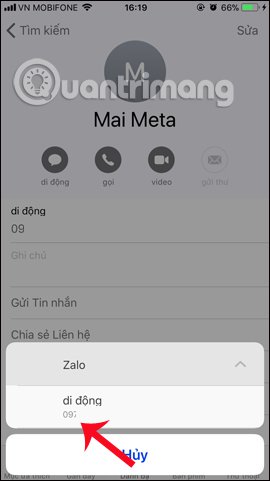 VN MOBIFONE 16:19 66%
Tìm kiếm Sửa
M
Quantrimang
Mai Meta
di động gọi video gửi thư
di động
09
Ghi chú
Gửi Tin nhắn
Chia sẻ Liên hệ
Zalo
di động
097
Hủy
Mục ưa thích Gần đây Danh bạ Bàn phím Thư thoại